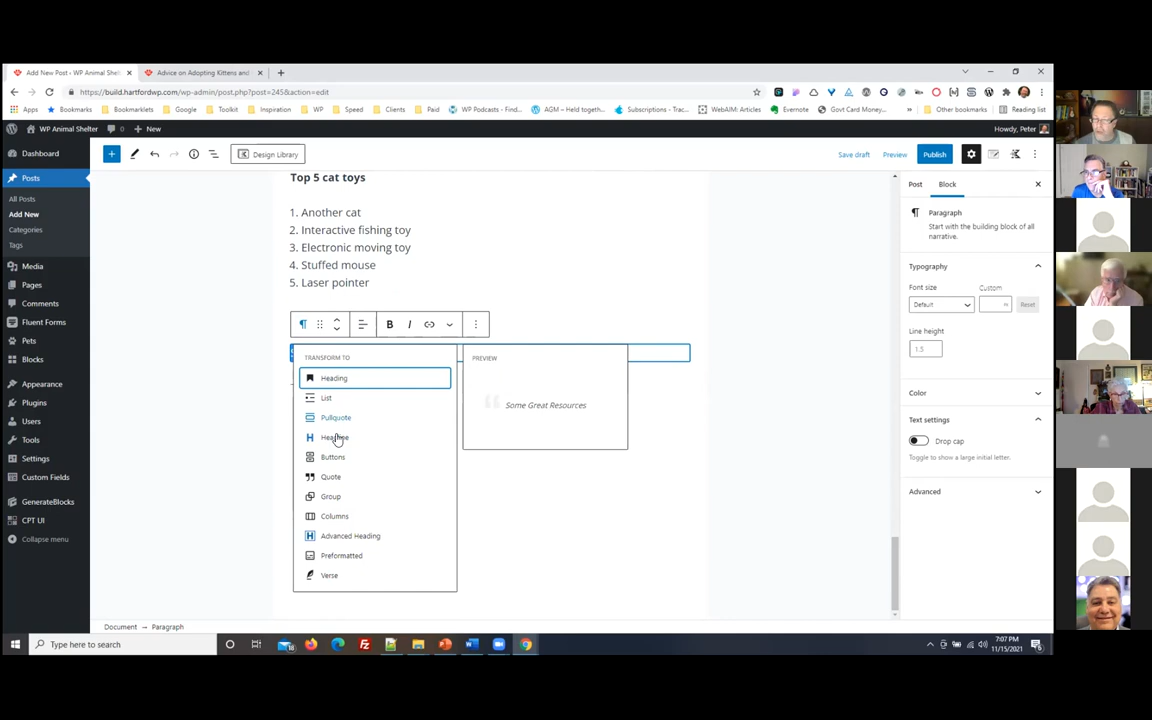 Add New Post ‹ WP Animal Shelt
Advice on Adopting Kittens and
https://build.hartfordwp.com/wp-admin/post.php?post=245&action=edit
Apps
Bookmarks
Bookmarklets
Google
Toolkit
Inspiration
WP
Speed
Clients
Paid
WP Podcasts - Find...
AGM – Held togeth...
Subscriptions - Trac...
WebAIM: Articles
Evernote
Govt Card Money...
»
Other bookmarks
Reading list
WP Animal Shelter
0
New
Howdy, Peter
Dashboard
Posts
All Posts
Add New
Categories
Tags
Media
Pages
Comments
Fluent Forms
Pets
Blocks
Appearance
Plugins
Users
Tools
Settings
Custom Fields
GenerateBlocks
CPT UI
Collapse menu
Design Library
Save draft
Preview
Publish
Top 5 cat toys
1. Another cat
2. Interactive fishing toy
3. Electronic moving toy
4. Stuffed mouse
5. Laser pointer
B
I
TRANSFORM TO
Heading
List
Pullquote
H
Buttons
Quote
Group
Columns
H Advanced Heading
Preformatted
Verse
PREVIEW
Some Great Resources
Post
Block
Paragraph
Start with the building block of all
narrative.
Typography
Font size
Custom
Default
Reset
Line height
1.5
Color
Text settings
Drop cap
Toggle to show a large initial letter.
Advanced
Document → Paragraph
Type here to search
7:07 PM
11/15/2021